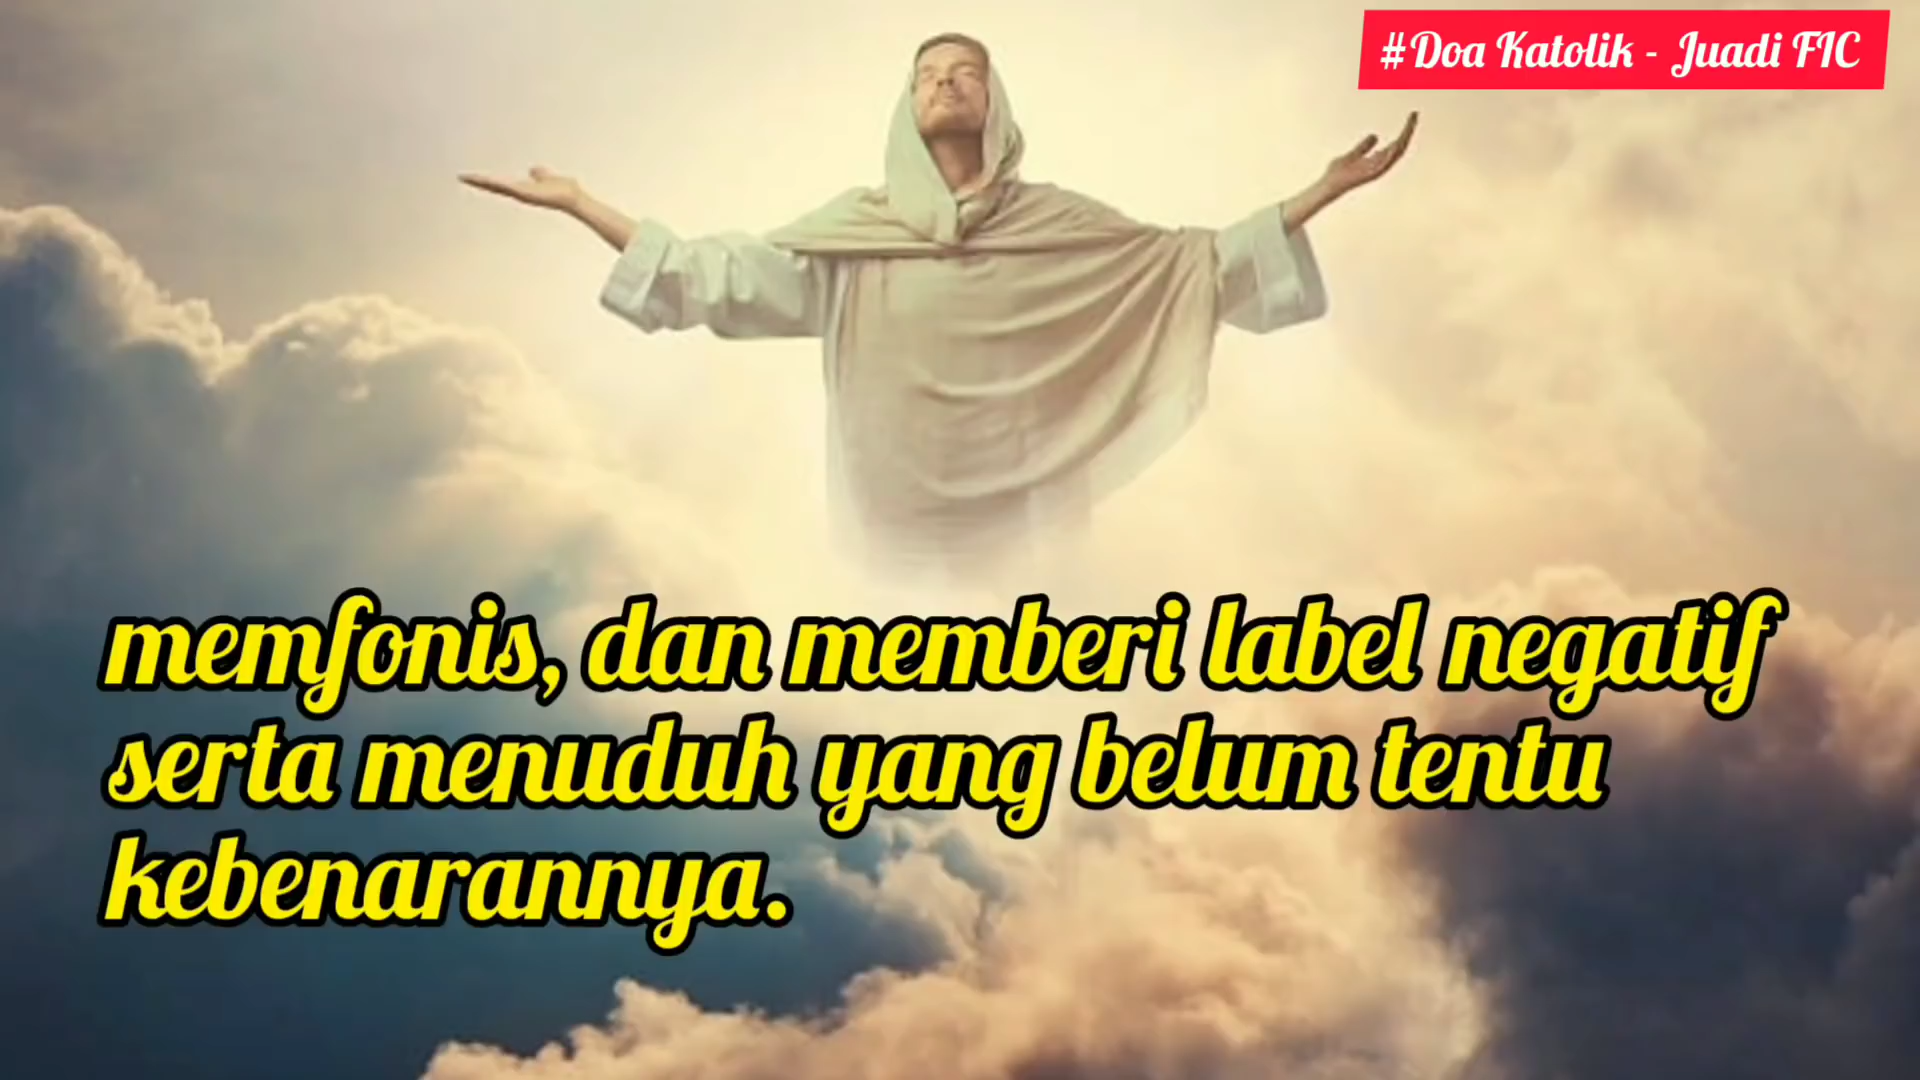 #Doa Katolik - Juadi FIC
memfonis, dan memberi label negatif
serta menuduh yang belum tentu
kebenarannya.